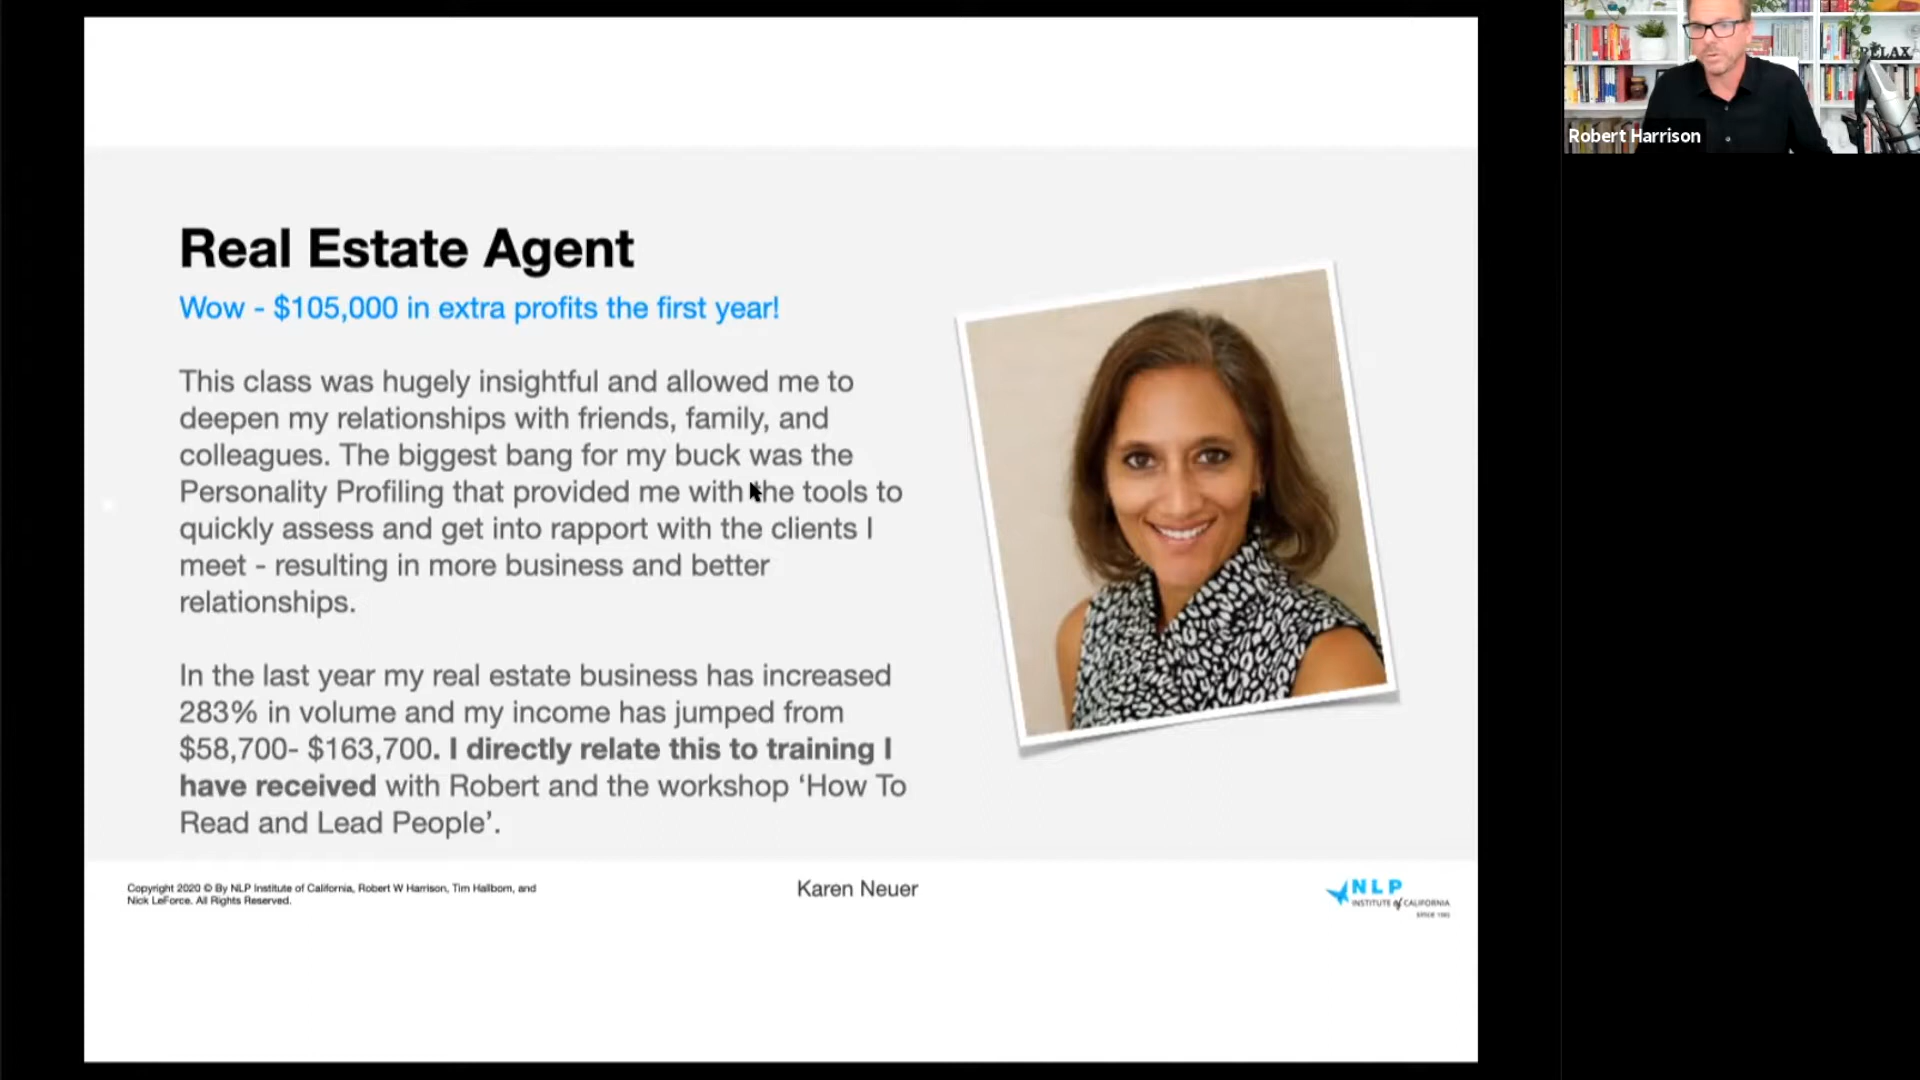 RELAX
Robert Harrison
Real Estate Agent
Wow - $105,000 in extra profits the first year!
This class was hugely insightful and allowed me to
deepen my relationships with friends, family, and
colleagues. The biggest bang for my buck was the
Personality Profiling that provided me with the tools to
quickly assess and get into rapport with the clients I
meet - resulting in more business and better
relationships.
In the last year my real estate business has increased
283% in volume and my income has jumped from
$58,700- $163,700. I directly relate this to training I
have received with Robert and the workshop ‘How To
Read and Lead People’.
Copyright 2020 © By NLP Institute of California, Robert W Harrison, Tim Hallbom, and
Nick LeForce. All Rights Reserved.
Karen Neuer
NLP
INSTITUTE of CALIFORNIA
since